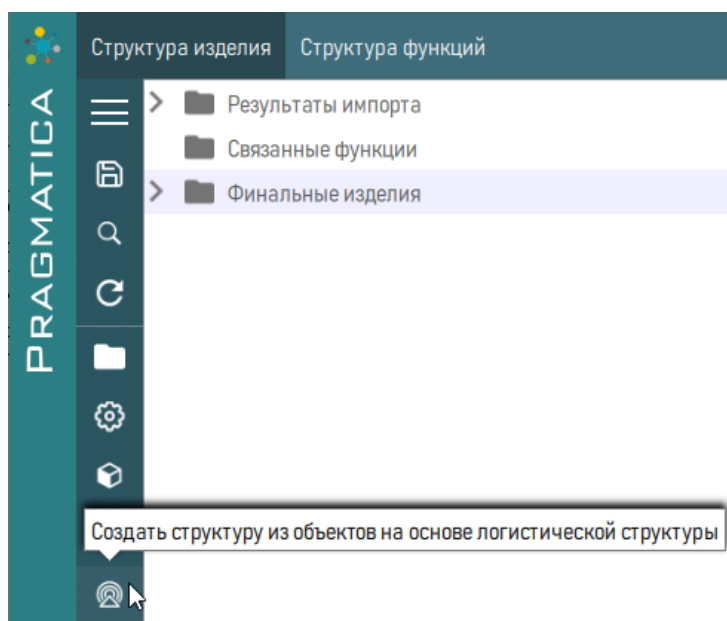 PRAGMATICA
Структура изделия
Структура функций
Результаты импорта
Связанные функции
Финальные изделия
Создать структуру из объектов на основе логистической структуры